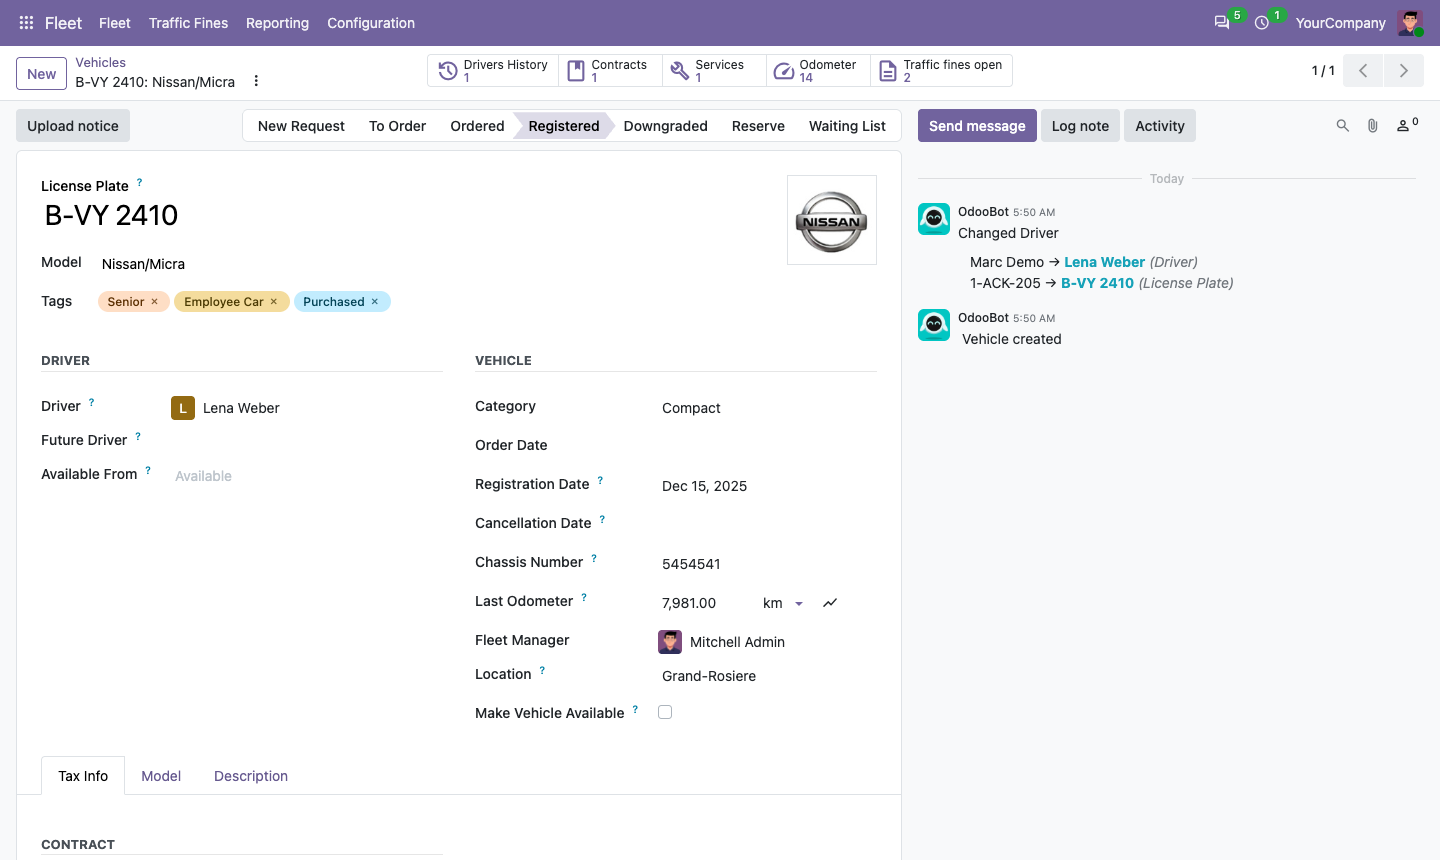 Fleet Fleet Traffic Fines Reporting Configuration 5 1 YourCompany
New Vehicles
B-VY 2410: Nissan/Micra
Drivers History 1 Contracts 1 Services 1 Odometer 14 Traffic fines open 2
1 / 1
Upload notice New Request To Order Ordered Registered Downgraded Reserve Waiting List
Send message Log note Activity 0
License Plate ?
B-VY 2410
NISSAN
Model Nissan/Micra
Tags Senior × Employee Car × Purchased ×
DRIVER
Driver ? L Lena Weber
Future Driver ?
Available From ? Available
VEHICLE
Category Compact
Order Date
Registration Date ? Dec 15, 2025
Cancellation Date ?
Chassis Number ? 5454541
Last Odometer ? 7,981.00 km
Fleet Manager Mitchell Admin
Location ? Grand-Rosiere
Make Vehicle Available ?
Tax Info Model Description
CONTRACT
Today
OdooBot 5:50 AM
Changed Driver
Marc Demo → Lena Weber (Driver)
1-ACK-205 → B-VY 2410 (License Plate)
OdooBot 5:50 AM
Vehicle created